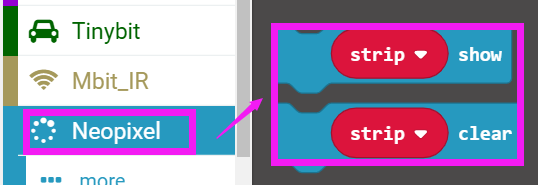 Tinybit
Mbit_IR
Neopixel
more
strip show
strip clear